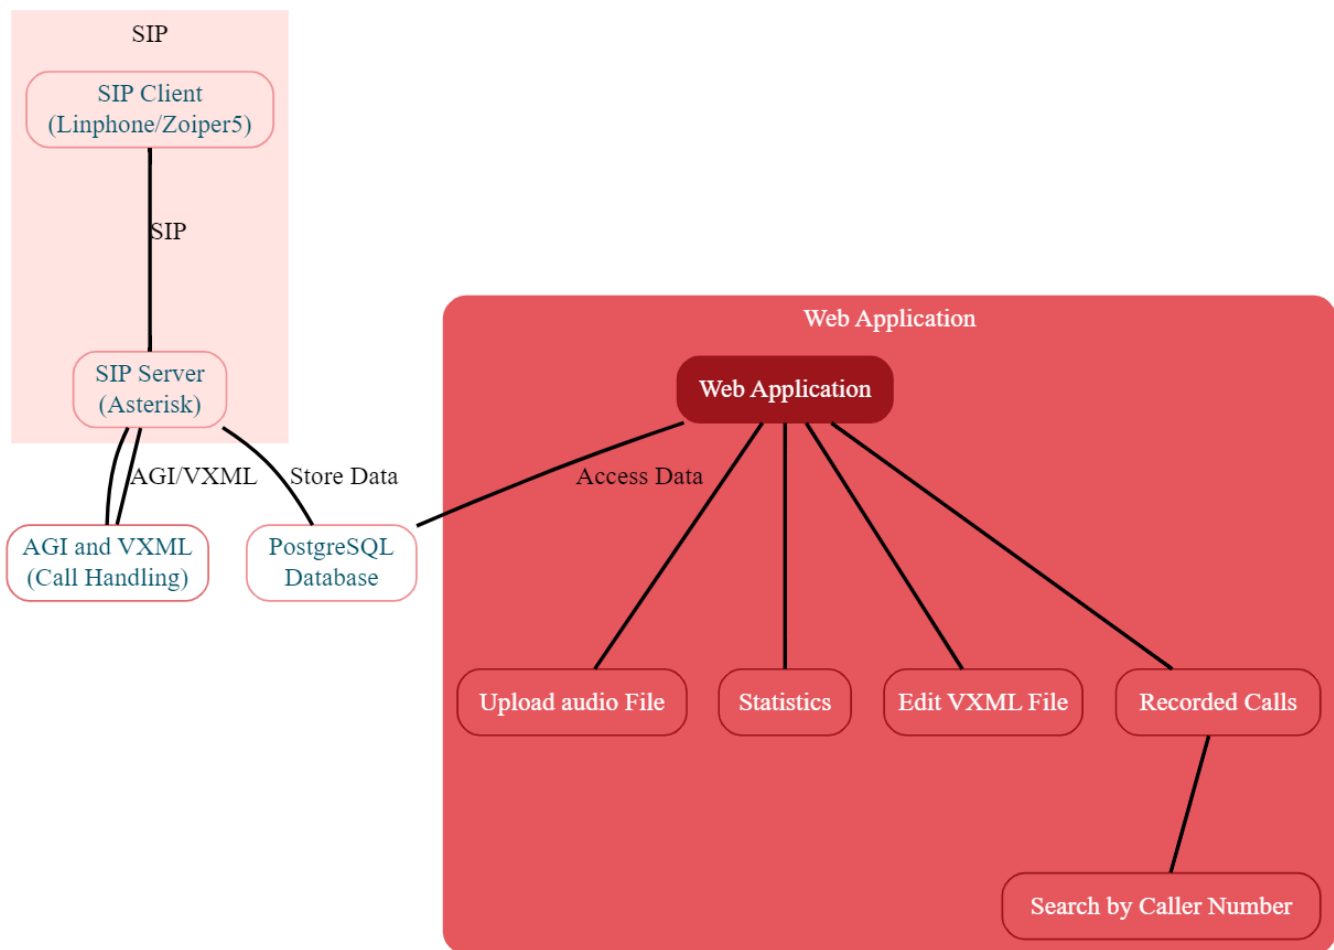 SIP
SIP Client
(Linphone/Zoiper5)
SIP
Web Application
SIP Server
(Asterisk)
Web Application
AGI/VXML
Store Data
Access Data
AGI and VXML
(Call Handling)
PostgreSQL
Database
Upload audio File
Statistics
Edit VXML File
Recorded Calls
Search by Caller Number